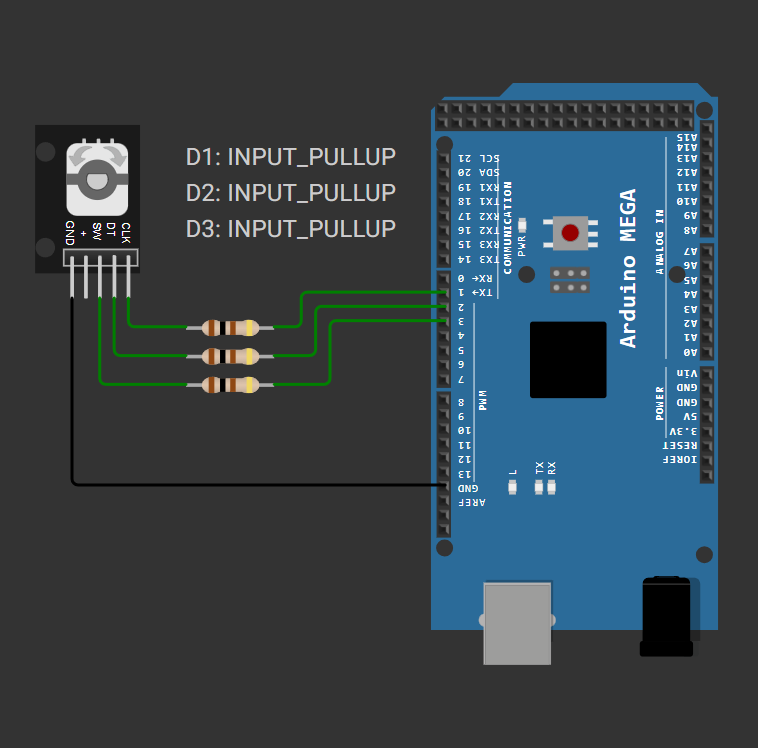 D1: INPUT_PULLUP
D2: INPUT_PULLUP
D3: INPUT_PULLUP
GND
+
SW
DT
CLK
SCL 21
SDA 20
RX1 19
TX1 18
RX2 17
TX2 16
RX3 15
TX3 14
RX← 0
TX→ 1
2
3
4
5
6
7
8
9
10
11
12
13
GND
AREF
COMMUNICATION
PWM
PWR
L
TX
RX
Arduino MEGA
ANALOG IN
POWER
A15
A14
A13
A12
A11
A10
A9
A8
A7
A6
A5
A4
A3
A2
A1
A0
Vin
GND
GND
5V
3.3V
RESET
IOREF